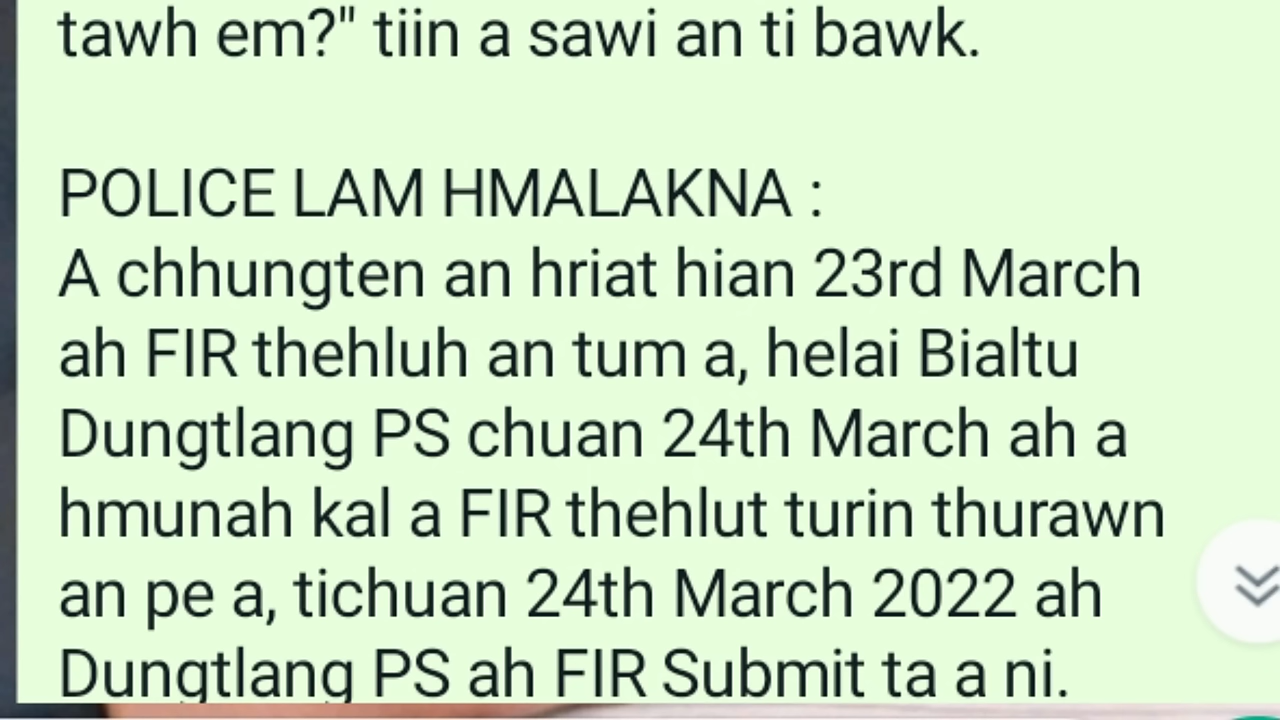 tawh em?" tiin a sawi an ti bawk.
POLICE LAM HMALAKNA :
A chhungten an hriat hian 23rd March
ah FIR thehluh an tum a, helai Bialtu
Dungtlang PS chuan 24th March ah a
hmunah kal a FIR thehlut turin thurawn
an pe a, tichuan 24th March 2022 ah
Dungtlang PS ah FIR Submit ta a ni.